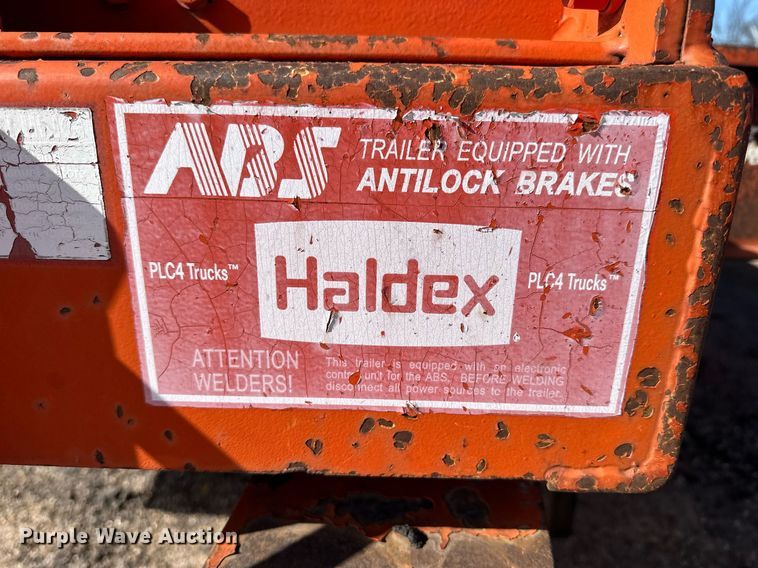 ABS
TRAILER EQUIPPED WITH
ANTILOCK BRAKES
PLC4 Trucks™
Haldex
PLC4 Trucks™
ATTENTION
WELDERS!
This trailer is equipped with an electronic
control unit for the ABS. BEFORE WELDING
disconnect all power sources to the trailer.
Purple Wave Auction